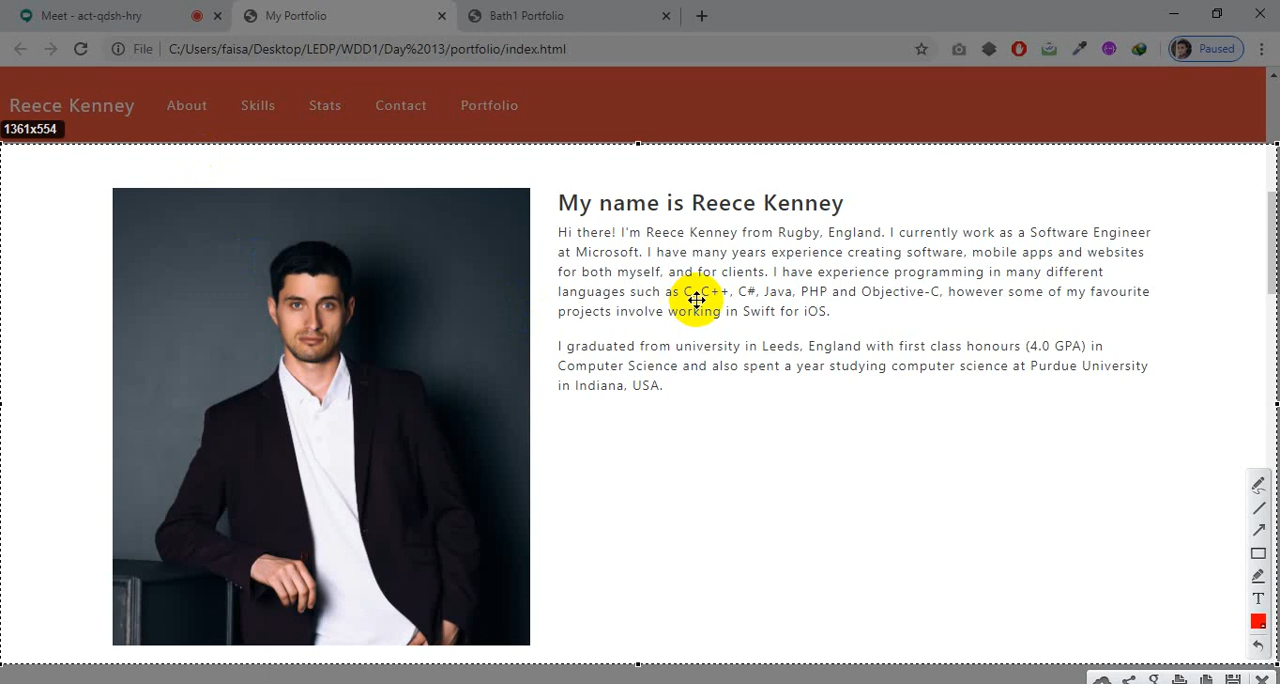 Meet - act-qdsh-hry
My Portfolio
Bath1 Portfolio
File
C:/Users/faisa/Desktop/LEDP/WDD1/Day%2013/portfolio/index.html
Paused
Reece Kenney
About
Skills
Stats
Contact
Portfolio
1361x554
My name is Reece Kenney
Hi there! I'm Reece Kenney from Rugby, England. I currently work as a Software Engineer
at Microsoft. I have many years experience creating software, mobile apps and websites
for both myself, and for clients. I have experience programming in many different
languages such as C, C++, C#, Java, PHP and Objective-C, however some of my favourite
projects involve working in Swift for iOS.
I graduated from university in Leeds, England with first class honours (4.0 GPA) in
Computer Science and also spent a year studying computer science at Purdue University
in Indiana, USA.
T